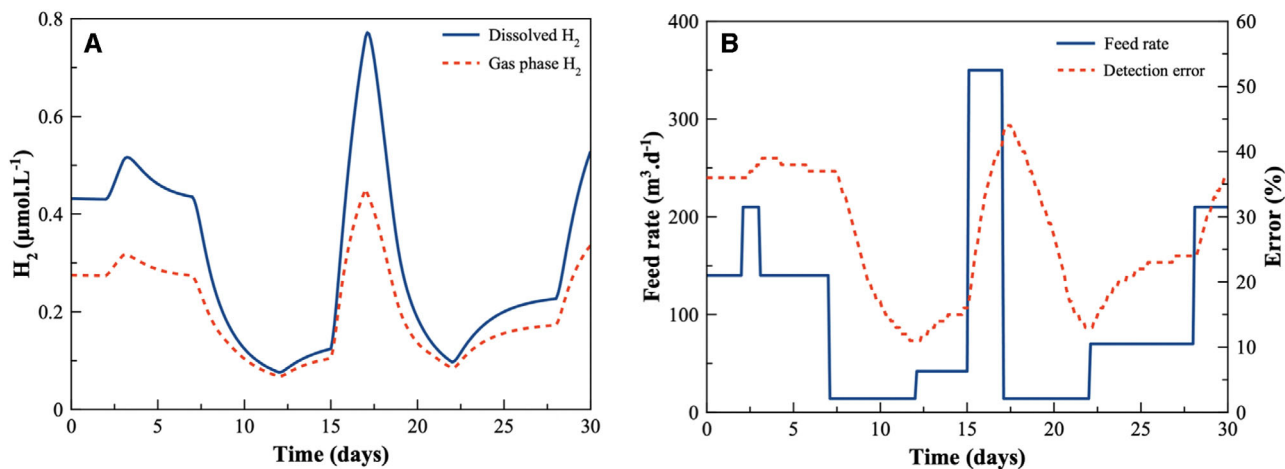 A
Dissolved H₂
Gas phase H₂
0.8
0.6
0.4
0.2
0
H₂ (μmol.L⁻¹)
0 5 10 15 20 25 30
Time (days)
B
Feed rate
Detection error
400
300
200
100
0
Feed rate (m³.d⁻¹)
60
50
40
30
20
10
0
Error (%)
0 5 10 15 20 25 30
Time (days)